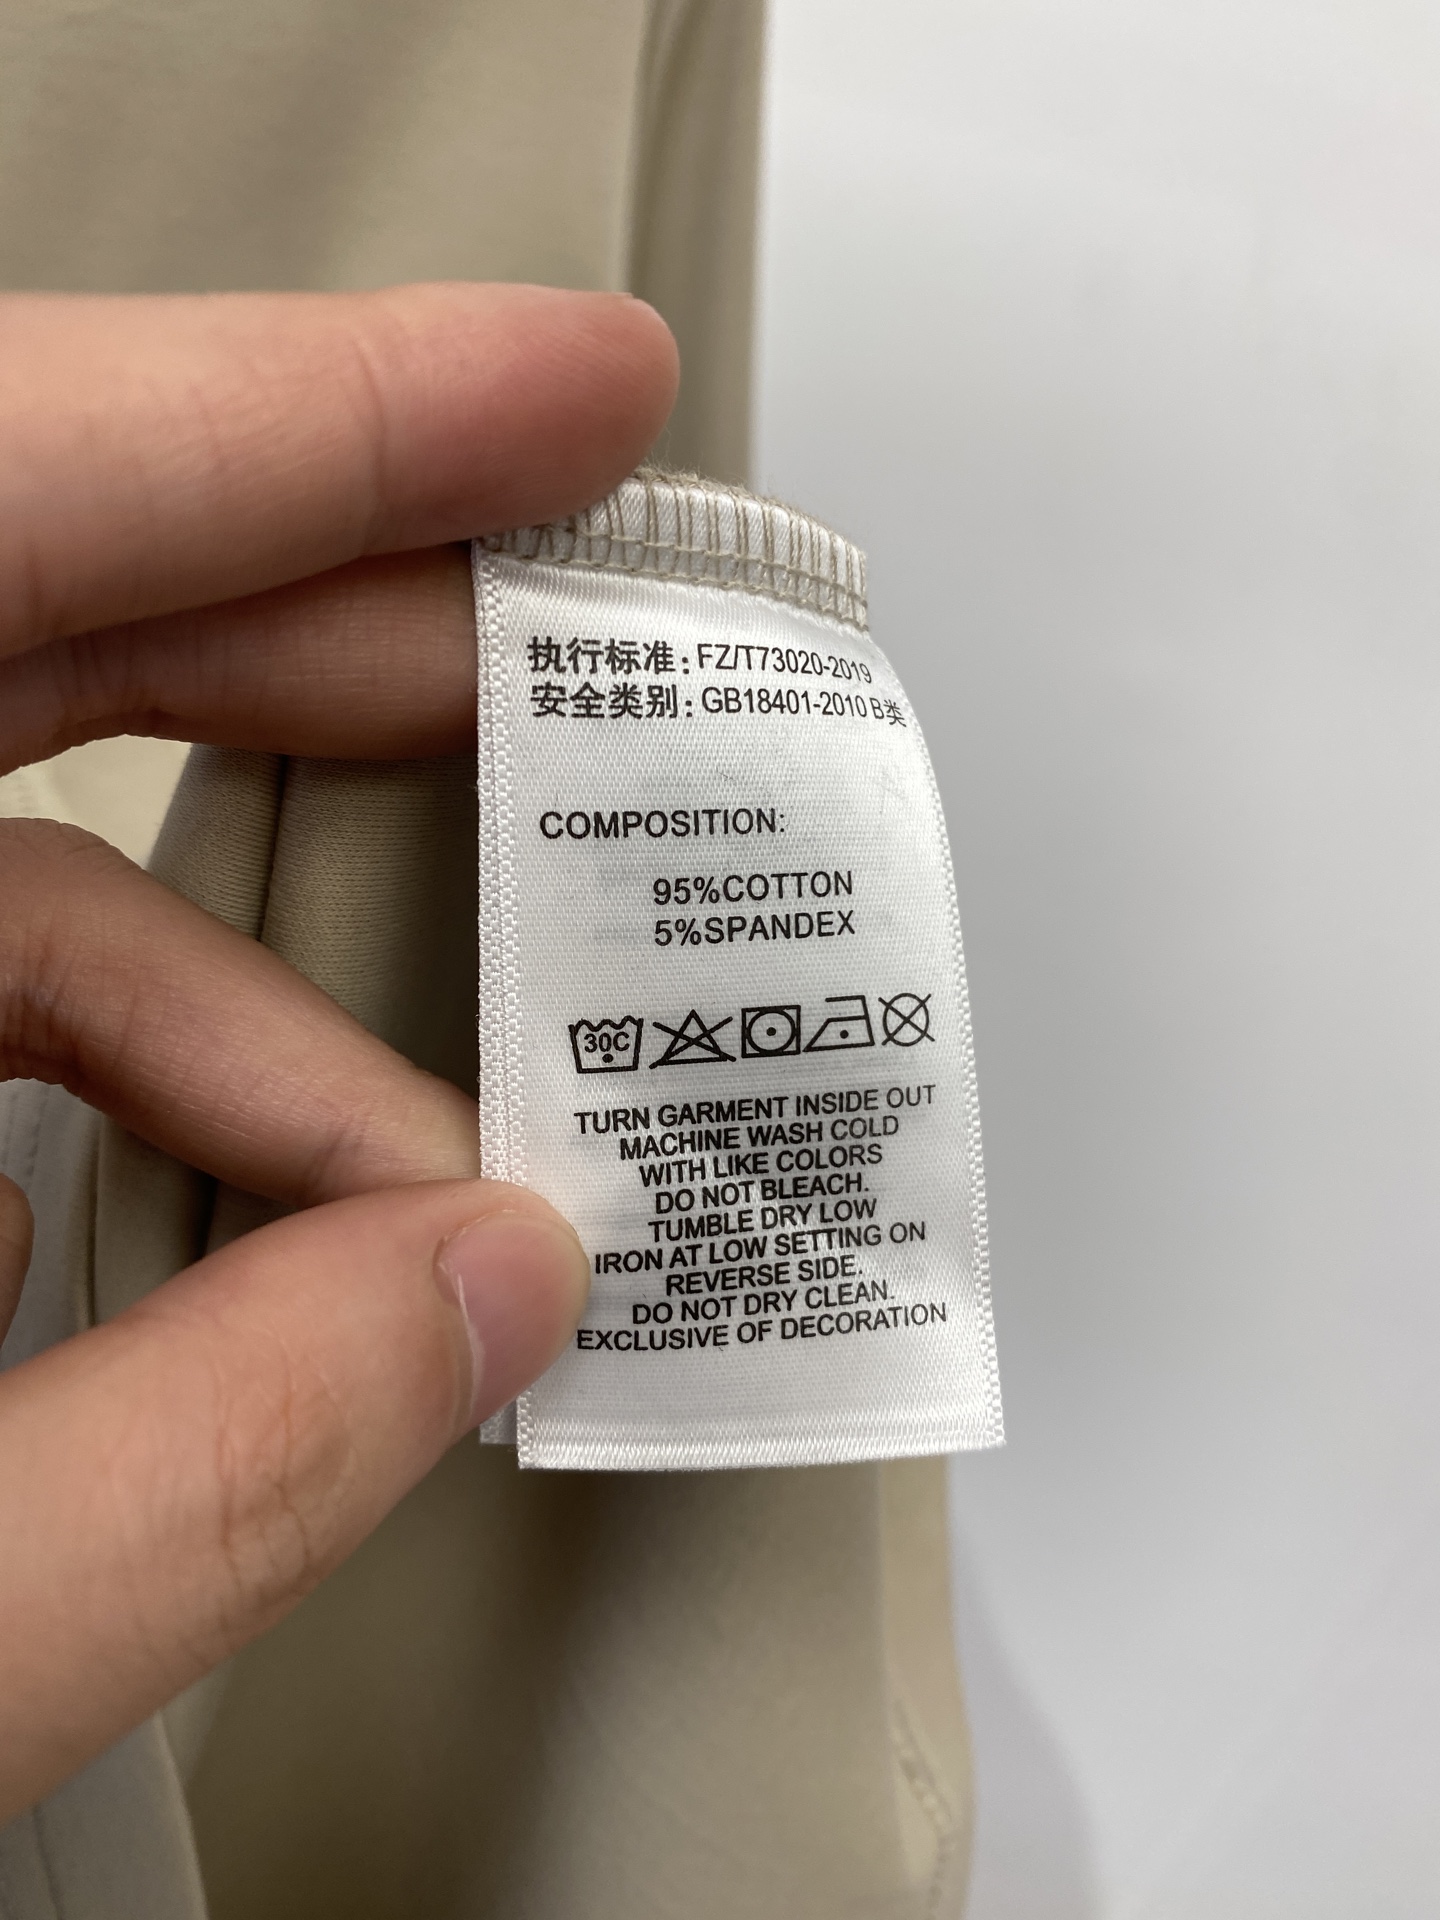 执行标准: FZ/T73020-2019
安全类别: GB18401-2010 B类
COMPOSITION:
95%COTTON
5%SPANDEX
30C
TURN GARMENT INSIDE OUT
MACHINE WASH COLD
WITH LIKE COLORS
DO NOT BLEACH.
TUMBLE DRY LOW
IRON AT LOW SETTING ON
REVERSE SIDE.
DO NOT DRY CLEAN.
EXCLUSIVE OF DECORATION